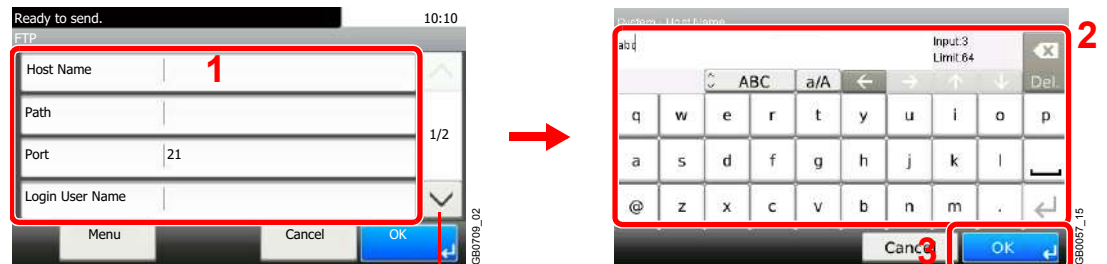 Ready to send. 10:10
FTP
1
Host Name
Path
Port 21
Login User Name
1/2
Menu Cancel OK
GB0709_02
System - Host Name
abc
Input:3
Limit:64
2
ABC a/A Del.
q w e r t y u i o p
a s d f g h j k l
@ z x c v b n m .
Cancel 3 OK
GB0057_15